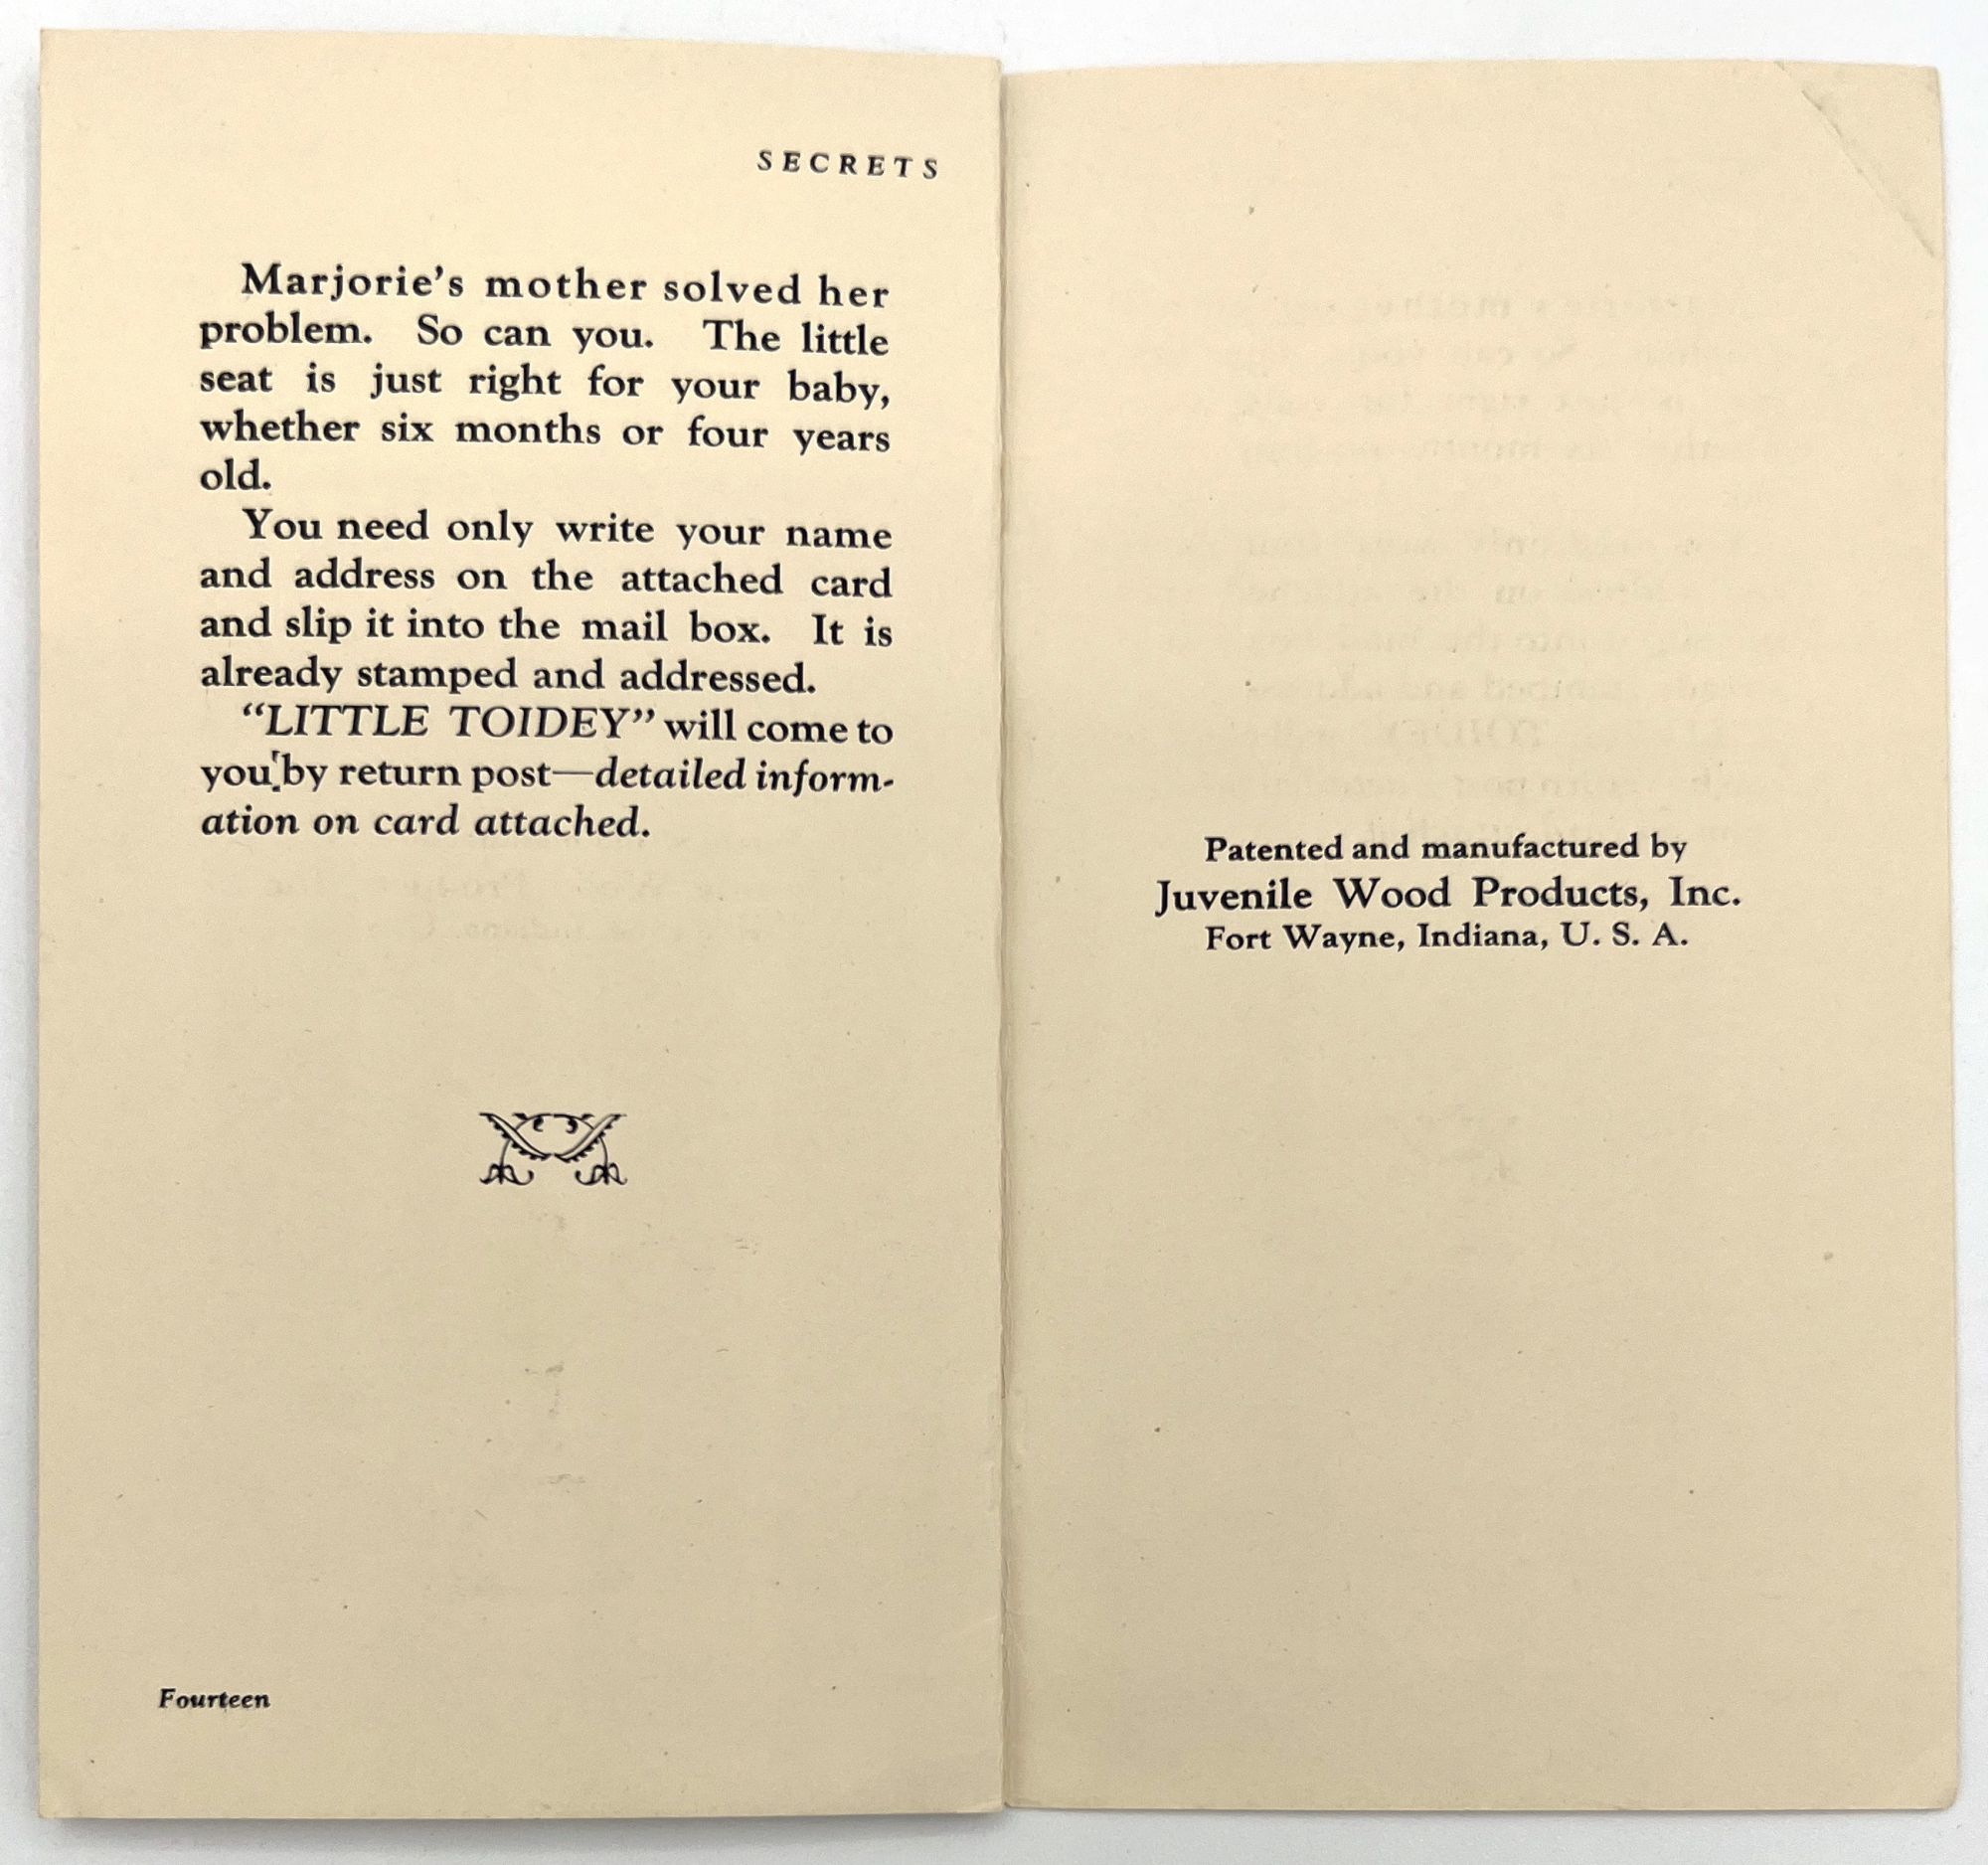 SECRETS
Marjorie's mother solved her
problem. So can you. The little
seat is just right for your baby,
whether six months or four years
old.
You need only write your name
and address on the attached card
and slip it into the mail box. It is
already stamped and addressed.
“LITTLE TOIDEY” will come to
you by return post—detailed inform-
ation on card attached.
Fourteen
Patented and manufactured by
Juvenile Wood Products, Inc.
Fort Wayne, Indiana, U. S. A.